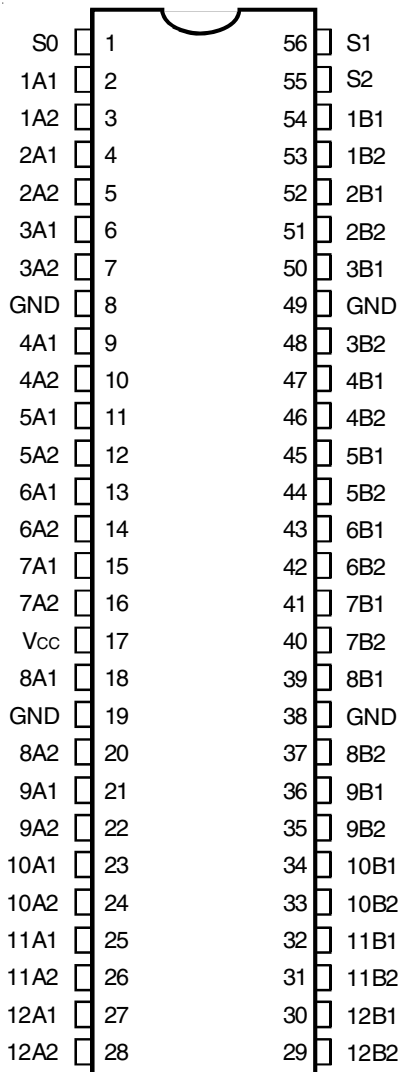 S0 1 56 S1
1A1 2 55 S2
1A2 3 54 1B1
2A1 4 53 1B2
2A2 5 52 2B1
3A1 6 51 2B2
3A2 7 50 3B1
GND 8 49 GND
4A1 9 48 3B2
4A2 10 47 4B1
5A1 11 46 4B2
5A2 12 45 5B1
6A1 13 44 5B2
6A2 14 43 6B1
7A1 15 42 6B2
7A2 16 41 7B1
VCC 17 40 7B2
8A1 18 39 8B1
GND 19 38 GND
8A2 20 37 8B2
9A1 21 36 9B1
9A2 22 35 9B2
10A1 23 34 10B1
10A2 24 33 10B2
11A1 25 32 11B1
11A2 26 31 11B2
12A1 27 30 12B1
12A2 28 29 12B2